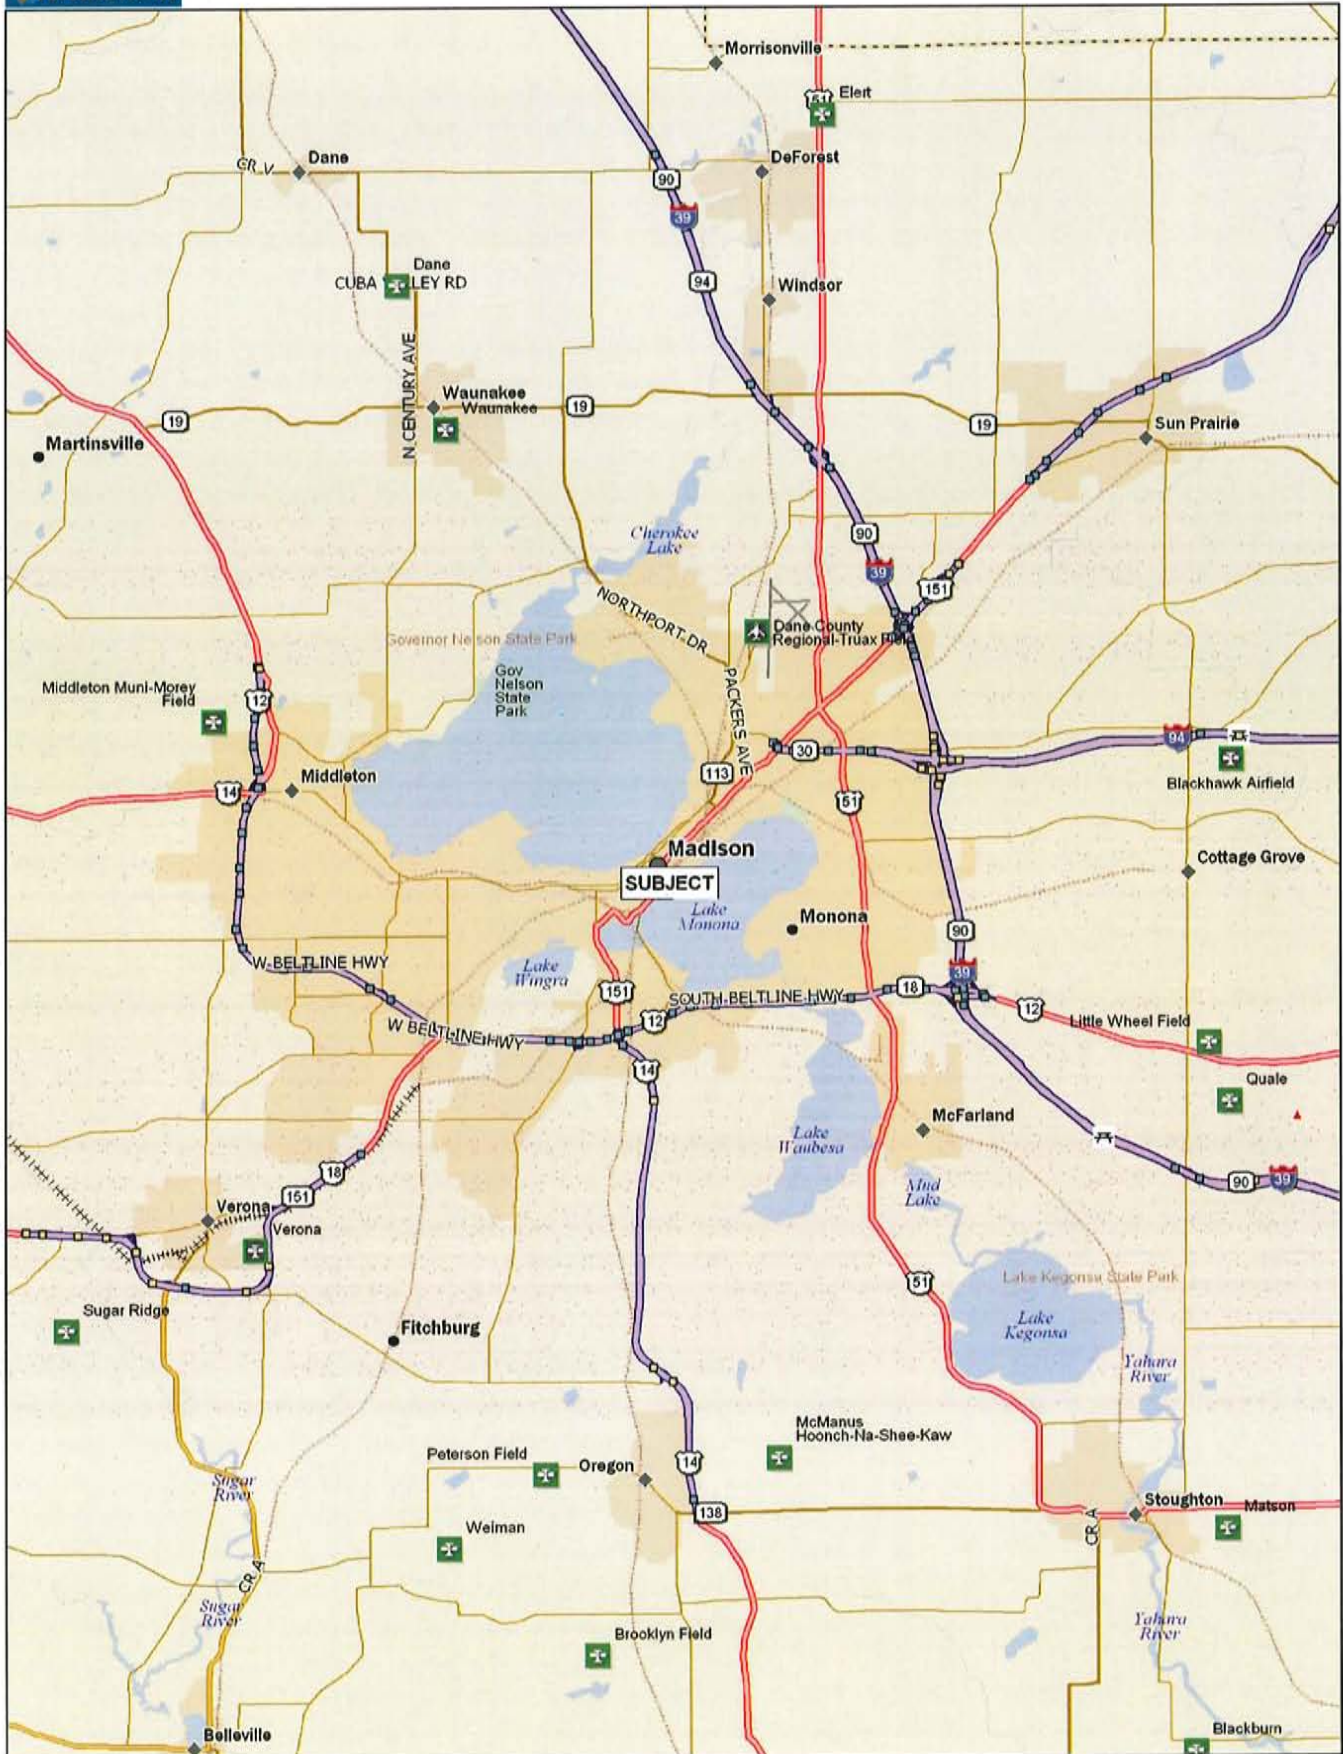 Morrisonville
51
Elert
DeForest
CR V
Dane
90
39
Dane
CUBA LEY RD
94
Windsor
N CENTURY AVE
Waunakee
Waunakee
19
19
19
Sun Prairie
Martinsville
Cherokee
Lake
90
39
151
NORTHPORT DR
Dane County
Regional-Truax Field
Governor Nelson State Park
Gov
Nelson
State
Park
PACKERS AVE
Middleton Muni-Morey
Field
12
94
30
113
Middleton
14
51
Blackhawk Airfield
Madison
SUBJECT
Cottage Grove
Lake
Monona
Monona
90
W BELTLINE HWY
Lake
Wingra
39
151
SOUTH BELTLINE HWY
18
12
12
Little Wheel Field
W BELTLINE HWY
14
Quale
McFarland
Lake
Waubesa
18
151
90
39
Mud
Lake
Verona
Verona
51
Lake Kegonsa State Park
Sugar Ridge
Fitchburg
Lake
Kegonsa
Yahara
River
McManus
Hoonch-Na-Shee-Kaw
Peterson Field
Oregon
14
Sugar
River
138
Stoughton
Matson
CR A
Weiman
CR A
Sugar
River
Yahara
River
Brooklyn Field
Belleville
Blackburn